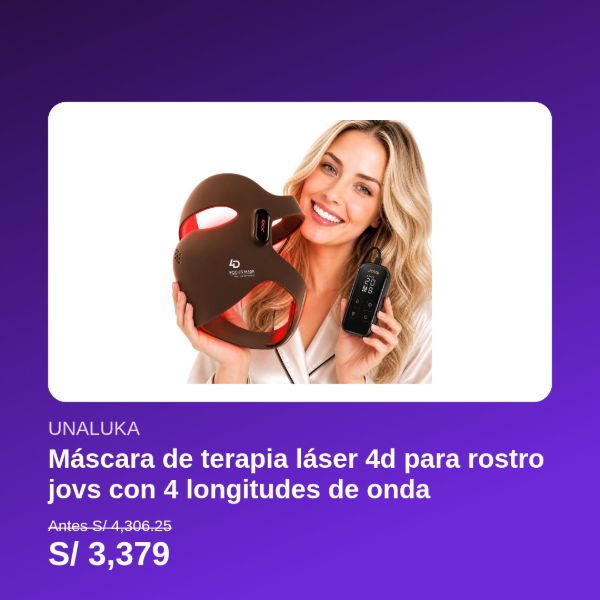 4D
UNALUKA
Máscara de terapia láser 4d para rostro
jovs con 4 longitudes de onda
Antes S/ 4,306.25
S/ 3,379